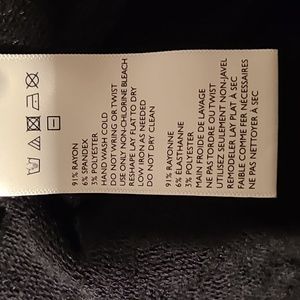 91% RAYON
6% SPANDEX
3% POLYESTER
HAND WASH COLD
DO NOT WRING OR TWIST
USE ONLY NON-CHLORINE BLEACH
RESHAPE LAY FLAT TO DRY
LOW IRON AS NEEDED
DO NOT DRY CLEAN
91% RAYONNE
6% ELASTHANNE
3% POLYESTER
MAIN FROIDE DE LAVAGE
NE PAS TORDRE OUT TWIST
UTILISEZ SEULEMENT NON-JAVEL
REMODELER LAY PLAT À SEC
FAIBLE COMME FER NÉCESSAIRES
NE PAS NETTOYER À SEC